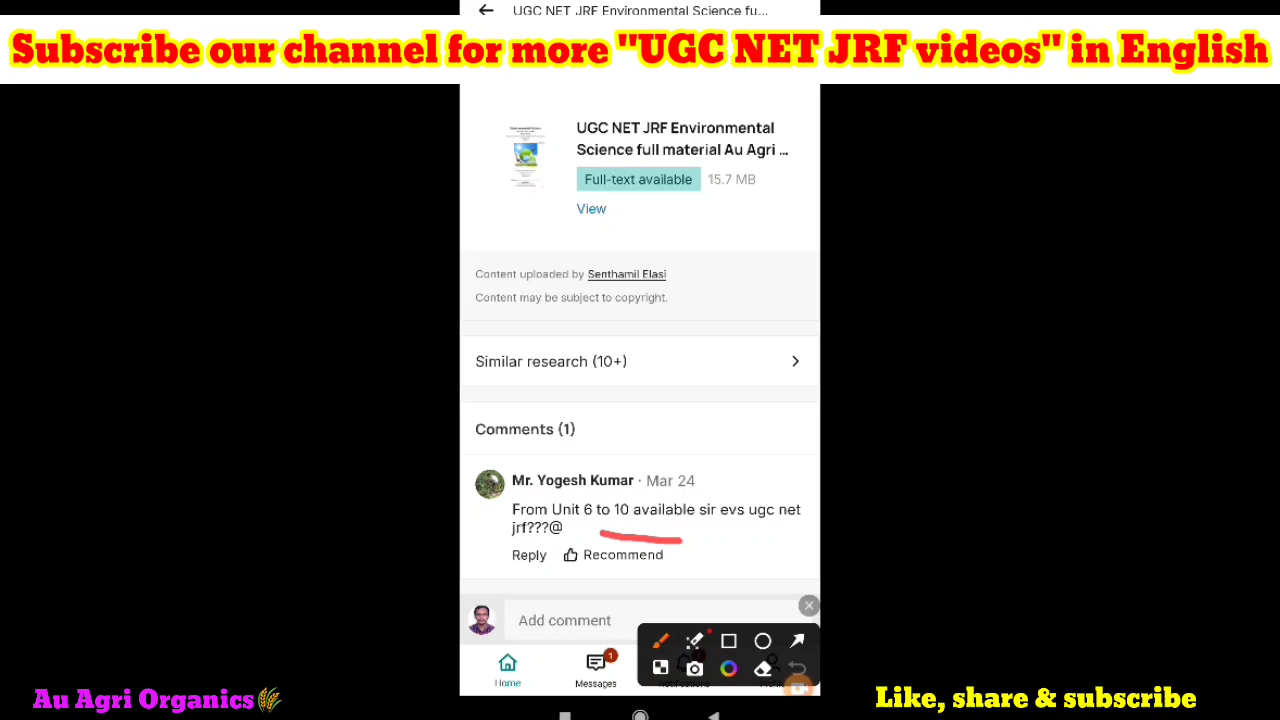 UGC NET JRF Environmental Science fu...
Subscribe our channel for more "UGC NET JRF videos" in English
UGC NET JRF Environmental
Science full material Au Agri ...
Full-text available 15.7 MB
View
Content uploaded by Senthamil Elasi
Content may be subject to copyright.
Similar research (10+)
Comments (1)
Mr. Yogesh Kumar · Mar 24
From Unit 6 to 10 available sir evs ugc net
jrf???@
Reply Recommend
Add comment
1
Home Messages
Au Agri Organics🌾
Like, share & subscribe